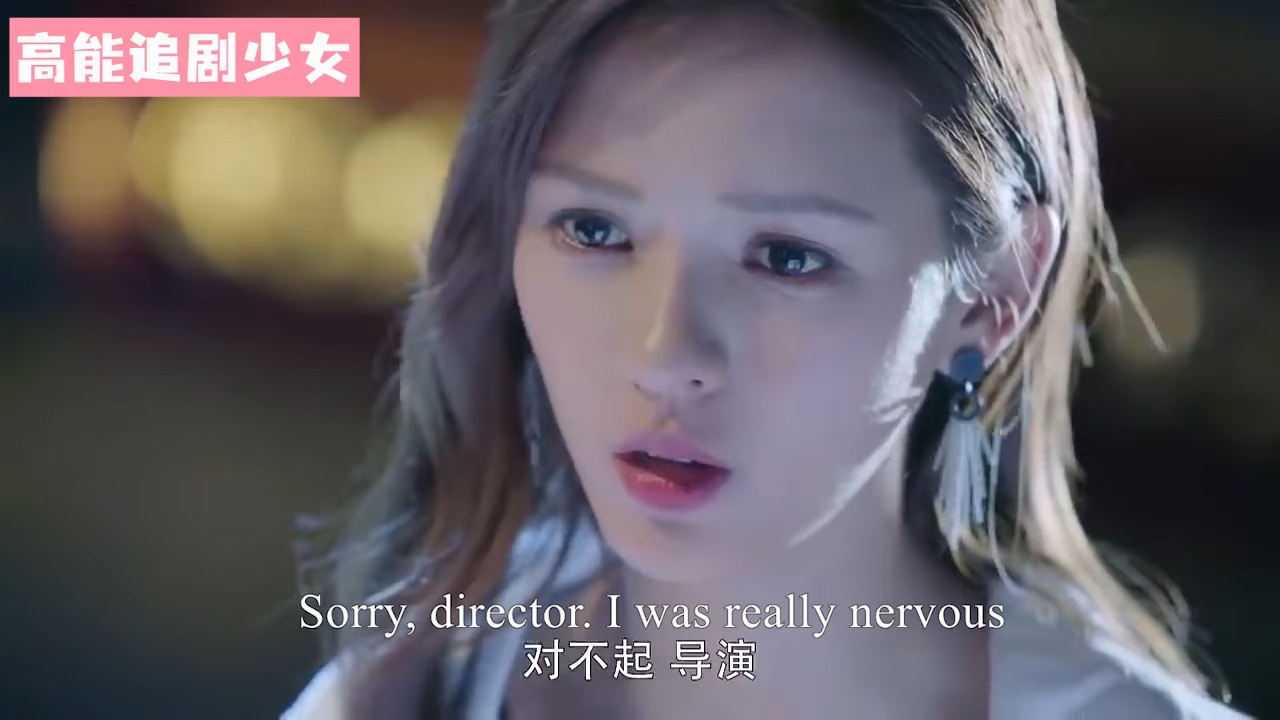 高能追剧少女
Sorry, director. I was really nervous
对不起 导演